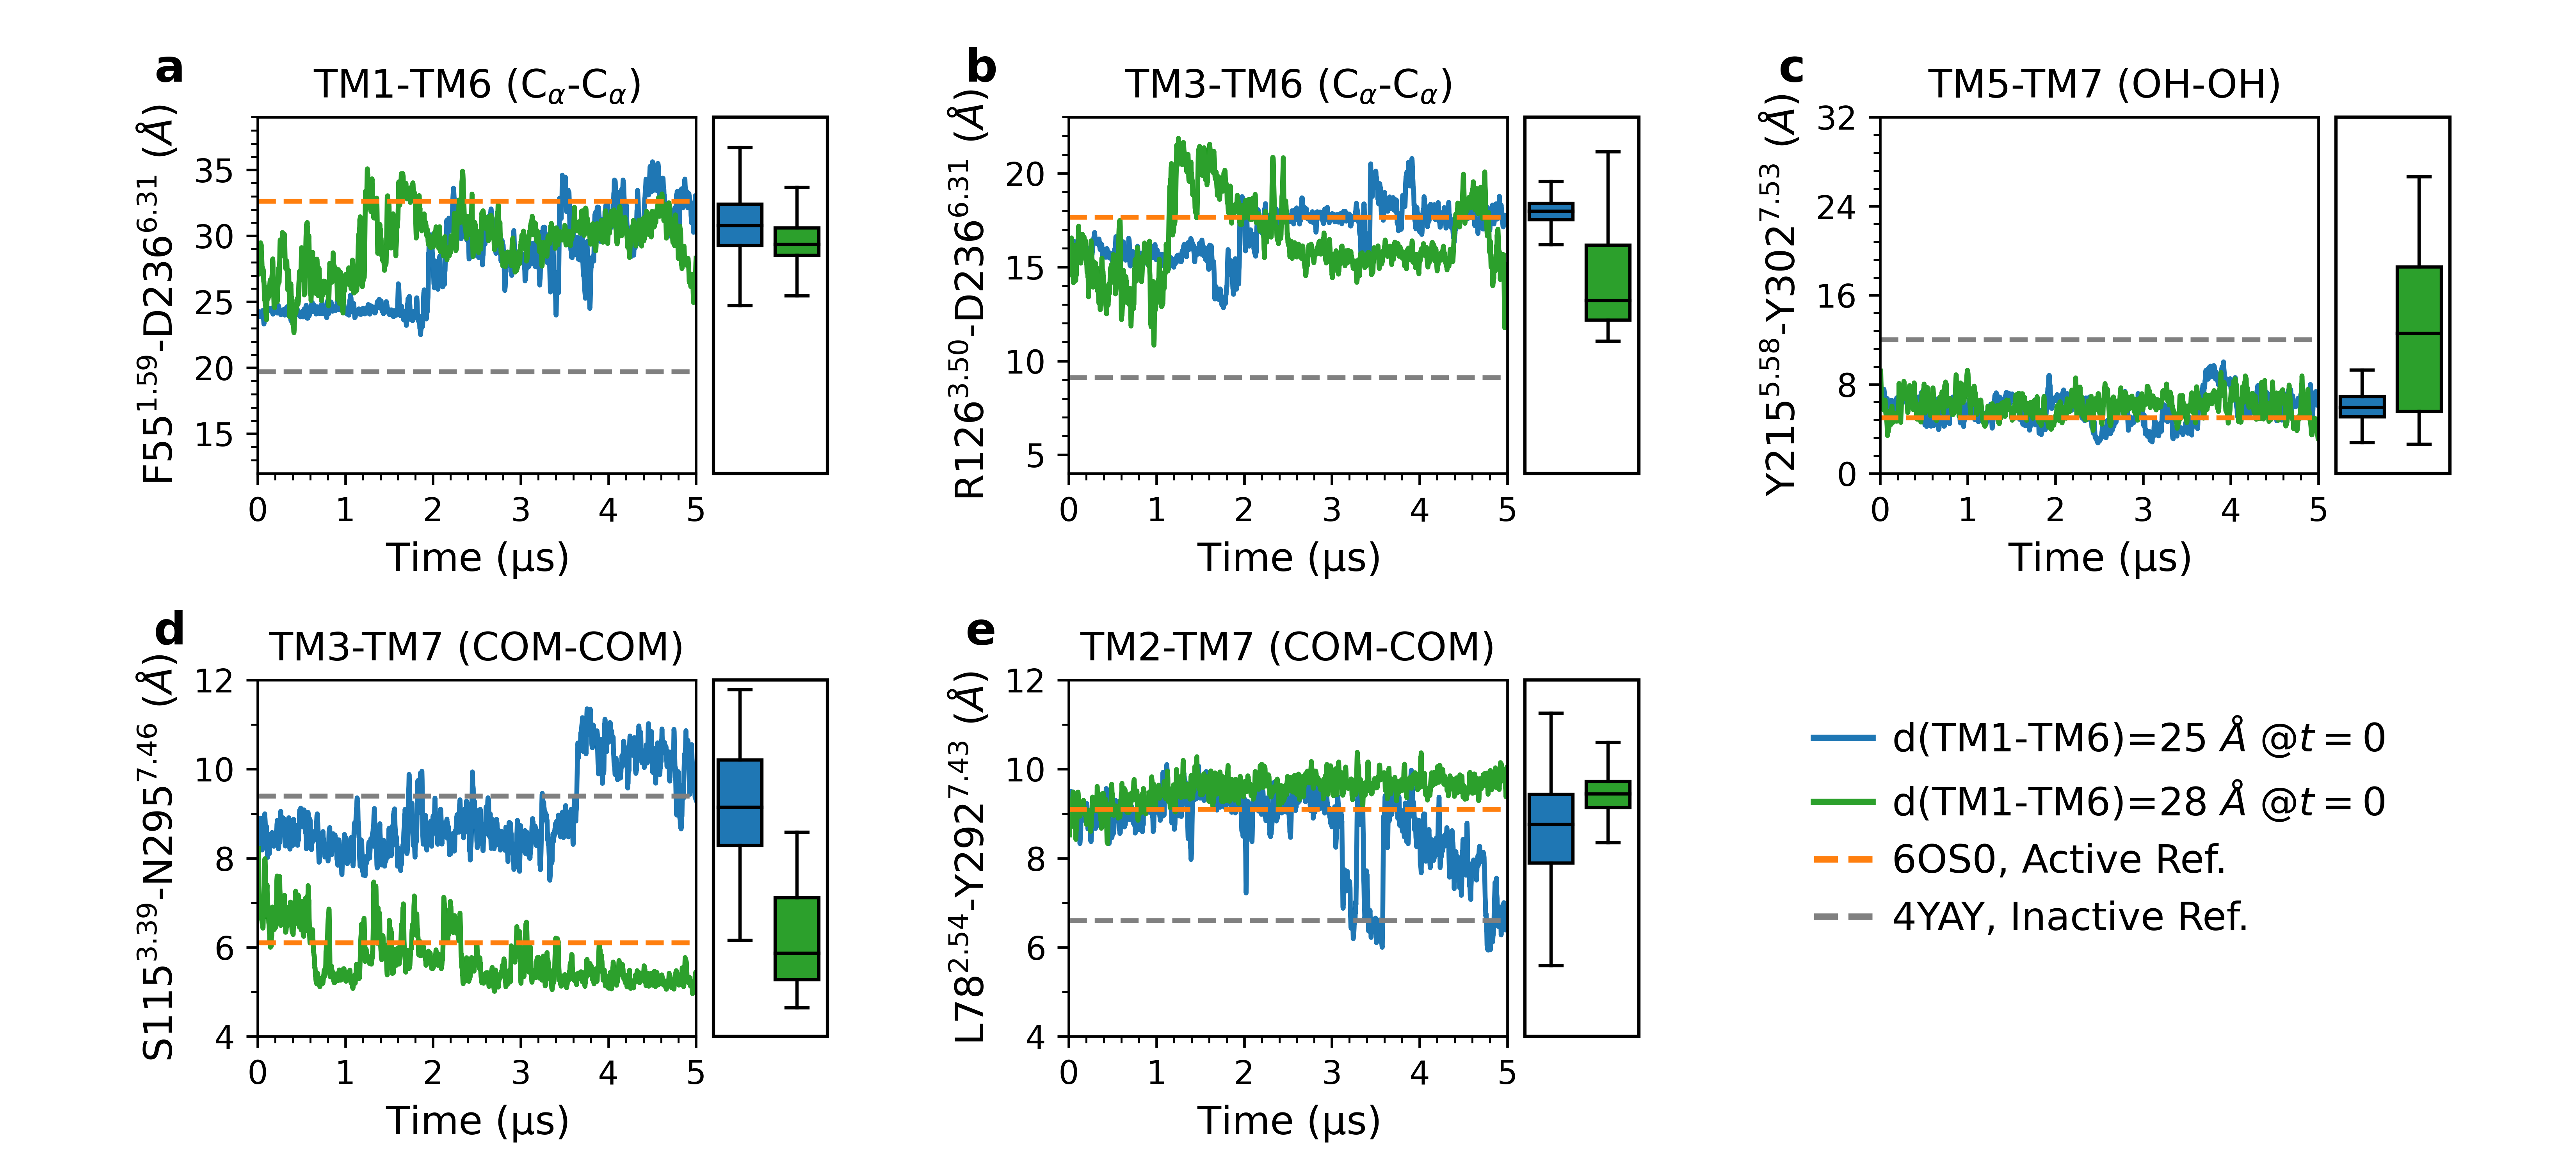 a
TM1-TM6 (Cα-Cα)
F55^1.59-D236^6.31 (Å)
35
30
25
20
15
0 1 2 3 4 5
Time (μs)
b
TM3-TM6 (Cα-Cα)
R126^3.50-D236^6.31 (Å)
20
15
10
5
0 1 2 3 4 5
Time (μs)
c
TM5-TM7 (OH-OH)
Y215^5.58-Y302^7.53 (Å)
32
24
16
8
0
0 1 2 3 4 5
Time (μs)
d
TM3-TM7 (COM-COM)
S115^3.39-N295^7.46 (Å)
12
10
8
6
4
0 1 2 3 4 5
Time (μs)
e
TM2-TM7 (COM-COM)
L78^2.54-Y292^7.43 (Å)
12
10
8
6
4
0 1 2 3 4 5
Time (μs)
d(TM1-TM6)=25 Å @t = 0
d(TM1-TM6)=28 Å @t = 0
6OS0, Active Ref.
4YAY, Inactive Ref.